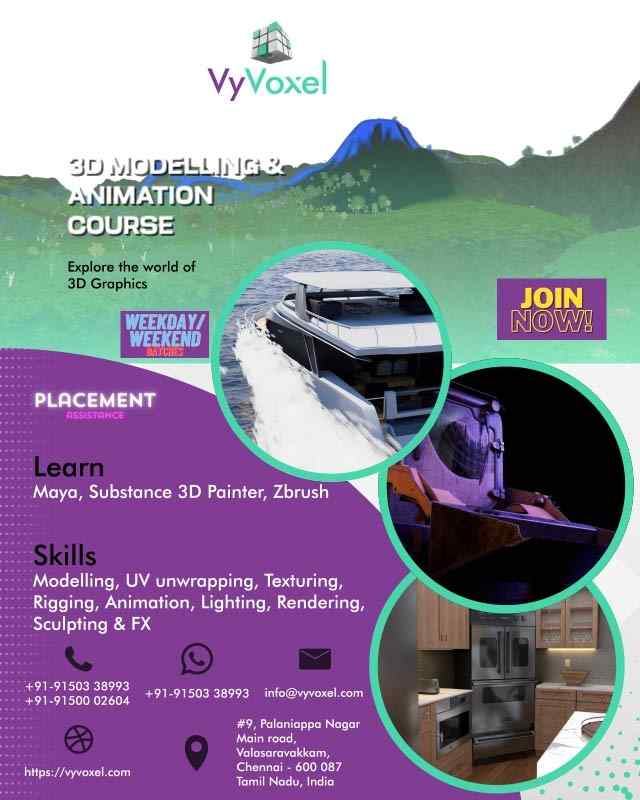 VyVoxel
3D MODELLING &
ANIMATION
COURSE
Explore the world of
3D Graphics
WEEKDAY/
WEEKEND
BATCHES
JOIN
NOW!
PLACEMENT
ASSISTANCE
Learn
Maya, Substance 3D Painter, Zbrush
Skills
Modelling, UV unwrapping, Texturing,
Rigging, Animation, Lighting, Rendering,
Sculpting & FX
+91-91503 38993
+91-91500 02604
+91-91503 38993
info@vyvoxel.com
https://vyvoxel.com
#9, Palaniappa Nagar
Main road,
Valasaravakkam,
Chennai - 600 087
Tamil Nadu, India